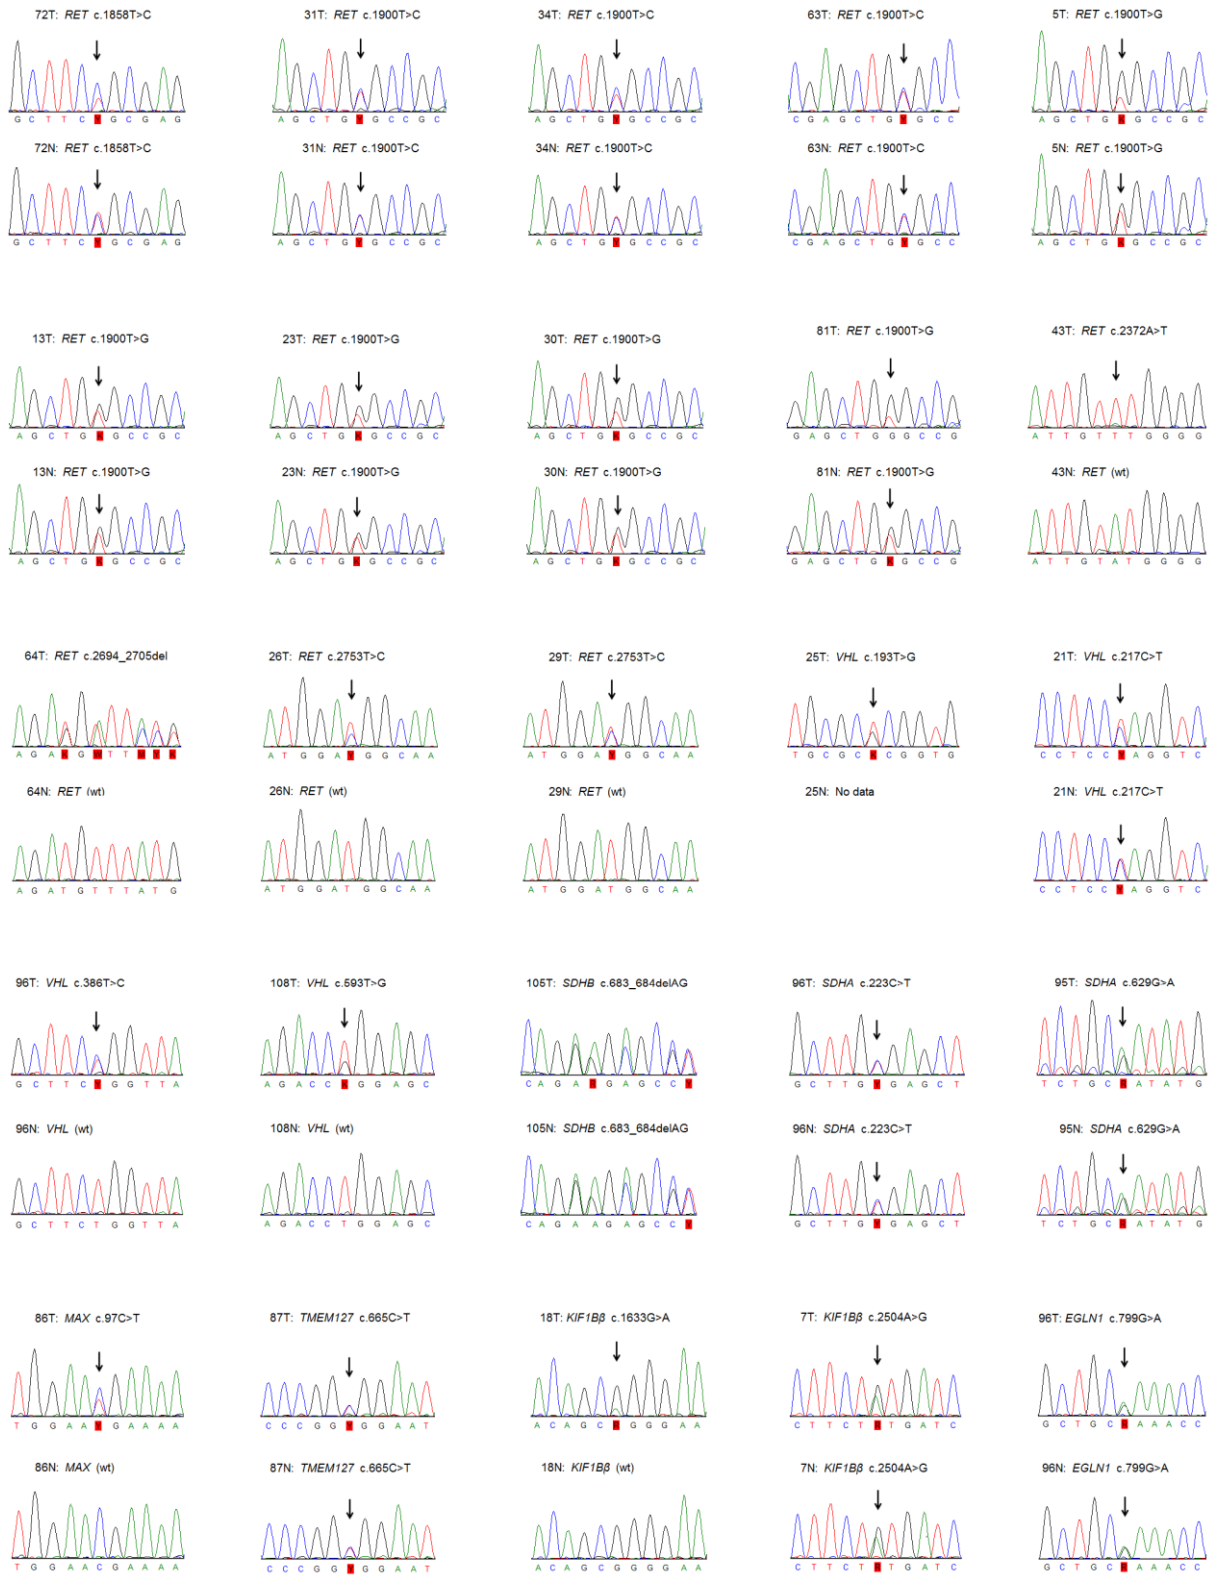 72T: RET c.1858T>C 31T: RET c.1900T>C 34T: RET c.1900T>C 63T: RET c.1900T>C 5T: RET c.1900T>G
G C T T C Y G C G A G A G C T G Y G C C G C A G C T G Y G C C G C C G A G C T G Y G C C A G C T G K G C C G C
72N: RET c.1858T>C 31N: RET c.1900T>C 34N: RET c.1900T>C 63N: RET c.1900T>C 5N: RET c.1900T>G
G C T T C Y G C G A G A G C T G Y G C C G C A G C T G Y G C C G C C G A G C T G Y G C C A G C T G K G C C G C
13T: RET c.1900T>G 23T: RET c.1900T>G 30T: RET c.1900T>G 81T: RET c.1900T>G 43T: RET c.2372A>T
A G C T G K G C C G C A G C T G K G C C G C A G C T G K G C C G C G A G C T G G G C C G A T T G T T T G G G G
13N: RET c.1900T>G 23N: RET c.1900T>G 30N: RET c.1900T>G 81N: RET c.1900T>G 43N: RET (wt)
A G C T G K G C C G C A G C T G K G C C G C A G C T G K G C C G C G A G C T G K G C C G A T T G T A T G G G G
64T: RET c.2694_2705del 26T: RET c.2753T>C 29T: RET c.2753T>C 25T: VHL c.193T>G 21T: VHL c.217C>T
A G A K G W T T W Y K A T G G A Y G G C A A A T G G A Y G G C A A T G C G C K C G G T G C C T C C Y A G G T C
64N: RET (wt) 26N: RET (wt) 29N: RET (wt) 25N: No data 21N: VHL c.217C>T
A G A T G T T T A T G A T G G A T G G C A A A T G G A T G G C A A C C T C C Y A G G T C
96T: VHL c.386T>C 108T: VHL c.593T>G 105T: SDHB c.683_684delAG 96T: SDHA c.223C>T 95T: SDHA c.629G>A
G C T T C Y G G T T A A G A C C K G G A G C C A G A R G A G C C Y G C T T G Y G A G C T T C T G C R A T A T G
96N: VHL (wt) 108N: VHL (wt) 105N: SDHB c.683_684delAG 96N: SDHA c.223C>T 95N: SDHA c.629G>A
G C T T C T G G T T A A G A C C T G G A G C C A G A A G A G C C Y G C T T G Y G A G C T T C T G C R A T A T G
86T: MAX c.97C>T 87T: TMEM127 c.665C>T 18T: KIF1Bβ c.1633G>A 7T: KIF1Bβ c.2504A>G 96T: EGLN1 c.799G>A
T G G A A Y G A A A A C C C G G Y G G A A T A C A G C R G G G A A C T T C T R T G A T C G C T G C R A A A C C
86N: MAX (wt) 87N: TMEM127 c.665C>T 18N: KIF1Bβ (wt) 7N: KIF1Bβ c.2504A>G 96N: EGLN1 c.799G>A
T G G A A C G A A A A C C C G G Y G G A A T A C A G C G G G G A A C T T C T R T G A T C G C T G C R A A A C C